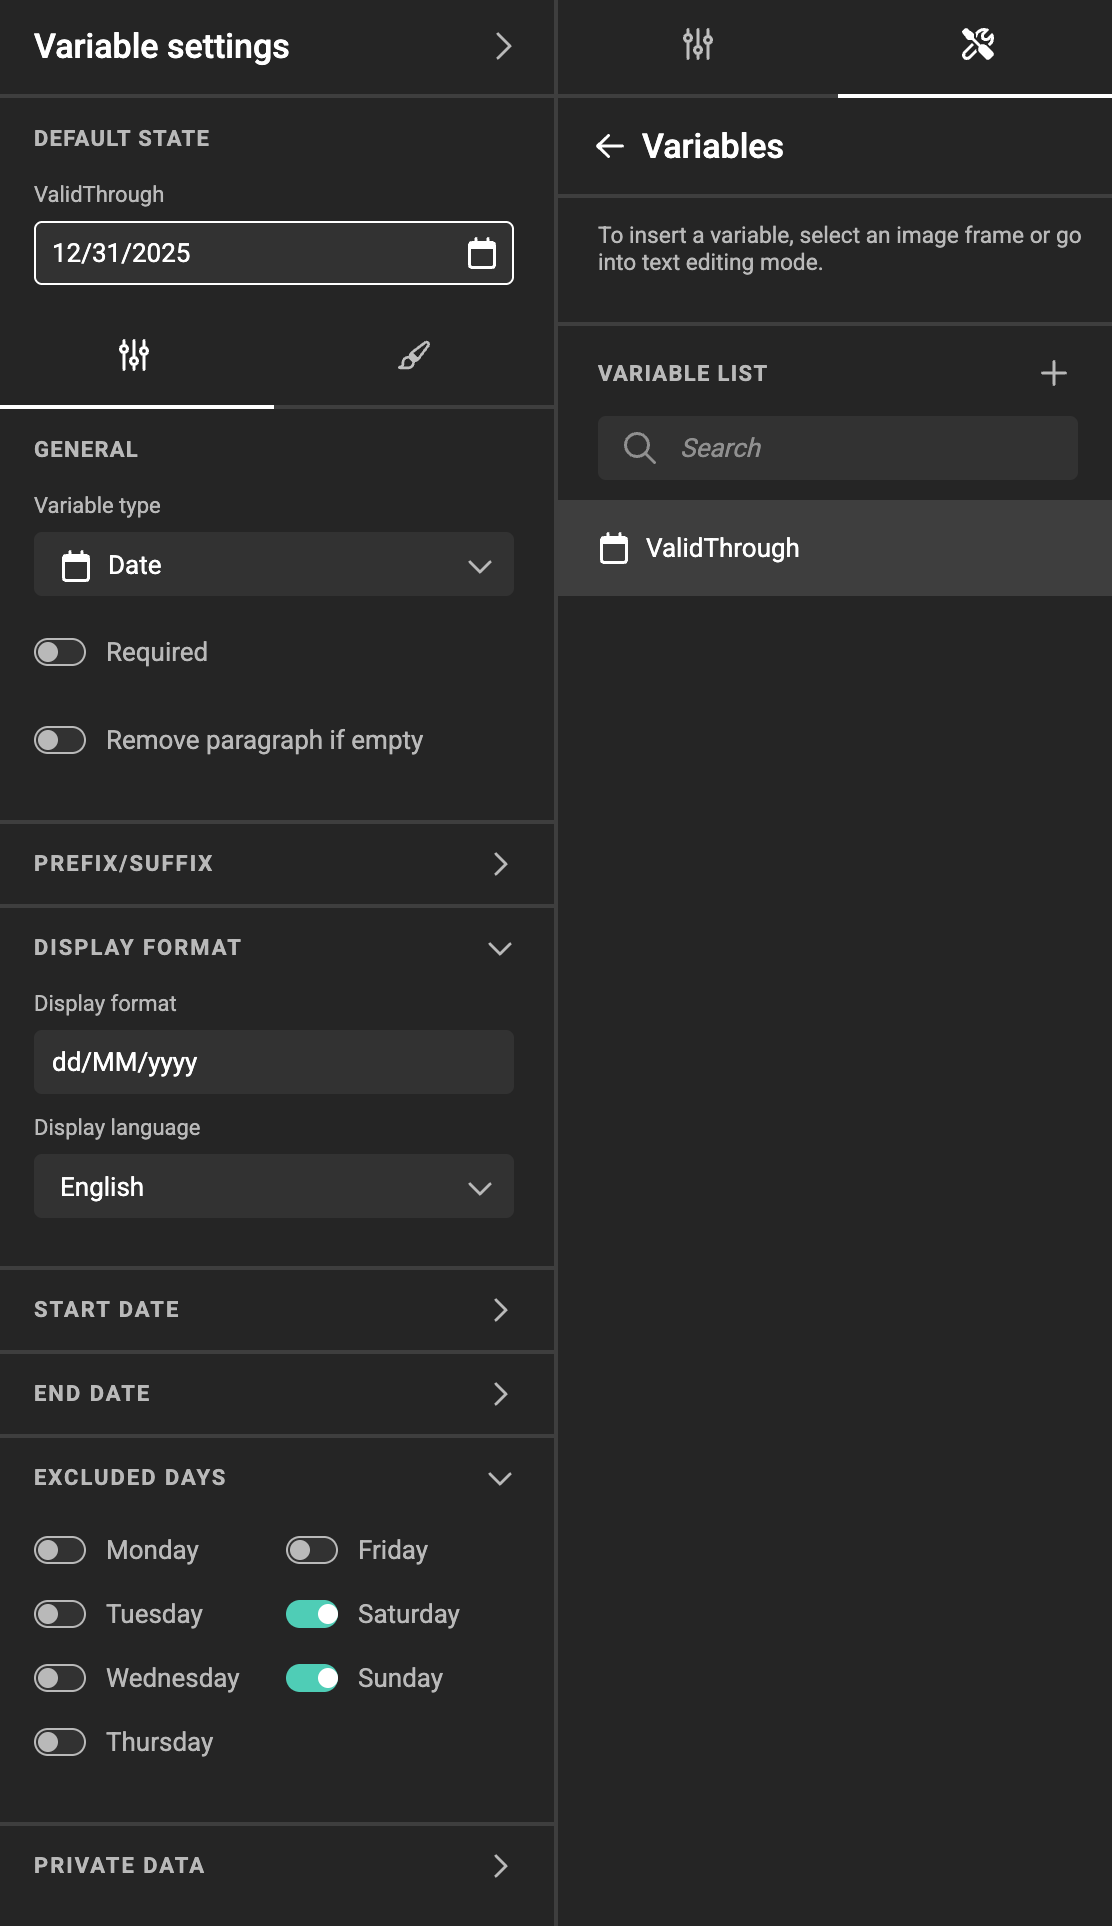 Variable settings
DEFAULT STATE
ValidThrough
12/31/2025
GENERAL
Variable type
Date
Required
Remove paragraph if empty
PREFIX/SUFFIX
DISPLAY FORMAT
Display format
dd/MM/yyyy
Display language
English
START DATE
END DATE
EXCLUDED DAYS
Monday
Friday
Tuesday
Saturday
Wednesday
Sunday
Thursday
PRIVATE DATA
Variables
To insert a variable, select an image frame or go
into text editing mode.
VARIABLE LIST
Search
ValidThrough